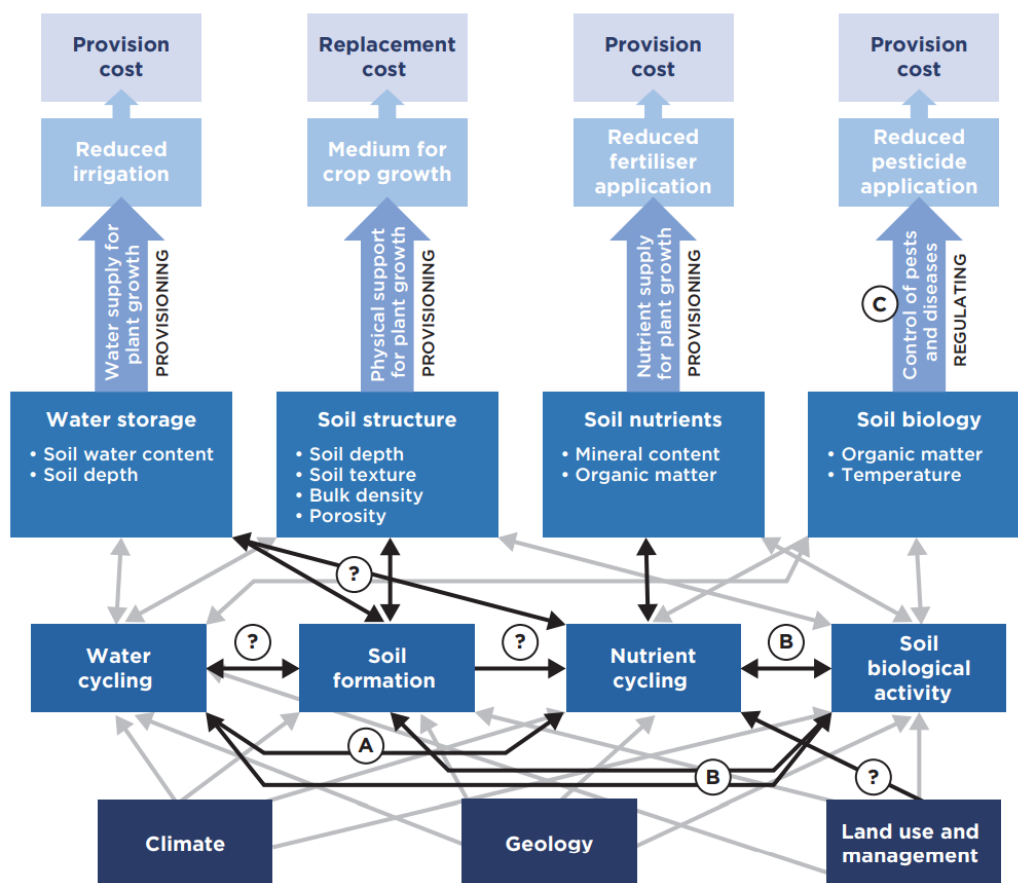 Provision
cost
Replacement
cost
Provision
cost
Provision
cost
Reduced
irrigation
Medium for
crop growth
Reduced
fertiliser
application
Reduced
pesticide
application
Water supply for
plant growth
PROVISIONING
Physical support
for plant growth
PROVISIONING
Nutrient supply
for plant growth
PROVISIONING
C
Control of pests
and diseases
REGULATING
Water storage
• Soil water content
• Soil depth
Soil structure
• Soil depth
• Soil texture
• Bulk density
• Porosity
Soil nutrients
• Mineral content
• Organic matter
Soil biology
• Organic matter
• Temperature
?
Water
cycling
?
Soil
formation
?
Nutrient
cycling
B
Soil
biological
activity
A
B
?
Climate
Geology
Land use and
management